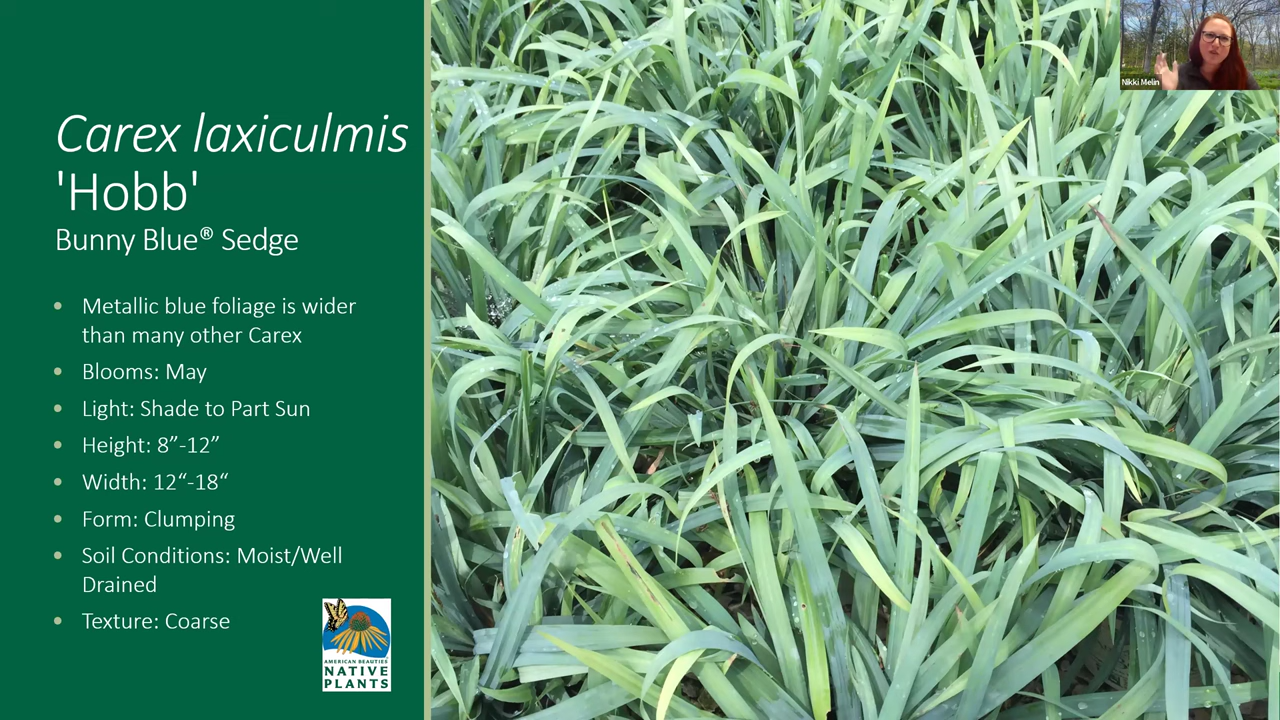 Carex laxiculmis
'Hobb'
Bunny Blue® Sedge
• Metallic blue foliage is wider
than many other Carex
• Blooms: May
• Light: Shade to Part Sun
• Height: 8”-12”
• Width: 12“-18“
• Form: Clumping
• Soil Conditions: Moist/Well
Drained
• Texture: Coarse
AMERICAN BEAUTIES
NATIVE
PLANTS
Nikki Melin